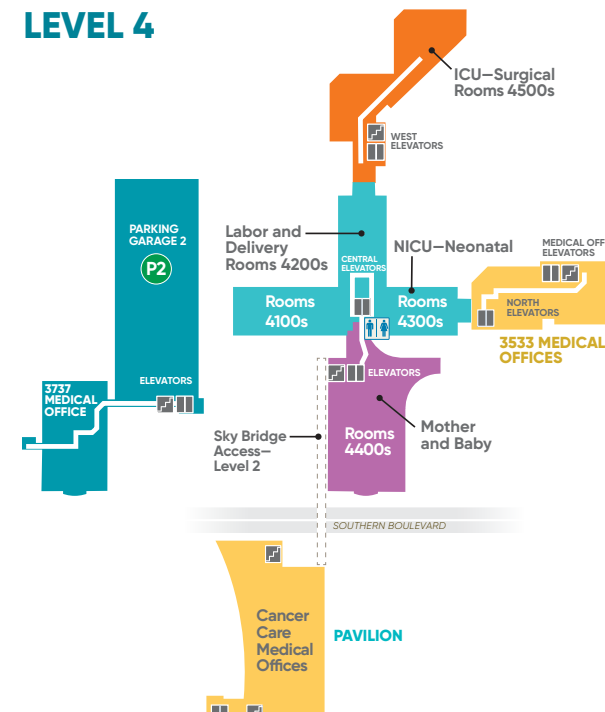 LEVEL 4
ICU—Surgical
Rooms 4500s
WEST
ELEVATORS
PARKING
GARAGE 2
P2
Labor and
Delivery
Rooms 4200s
CENTRAL
ELEVATORS
NICU—Neonatal
MEDICAL OFF
ELEVATORS
Rooms
4100s
Rooms
4300s
NORTH
ELEVATORS
3533 MEDICAL
OFFICES
ELEVATORS
3737
MEDICAL
OFFICE
ELEVATORS
Sky Bridge
Access—
Level 2
Rooms
4400s
Mother
and Baby
SOUTHERN BOULEVARD
Cancer
Care
Medical
Offices
PAVILION